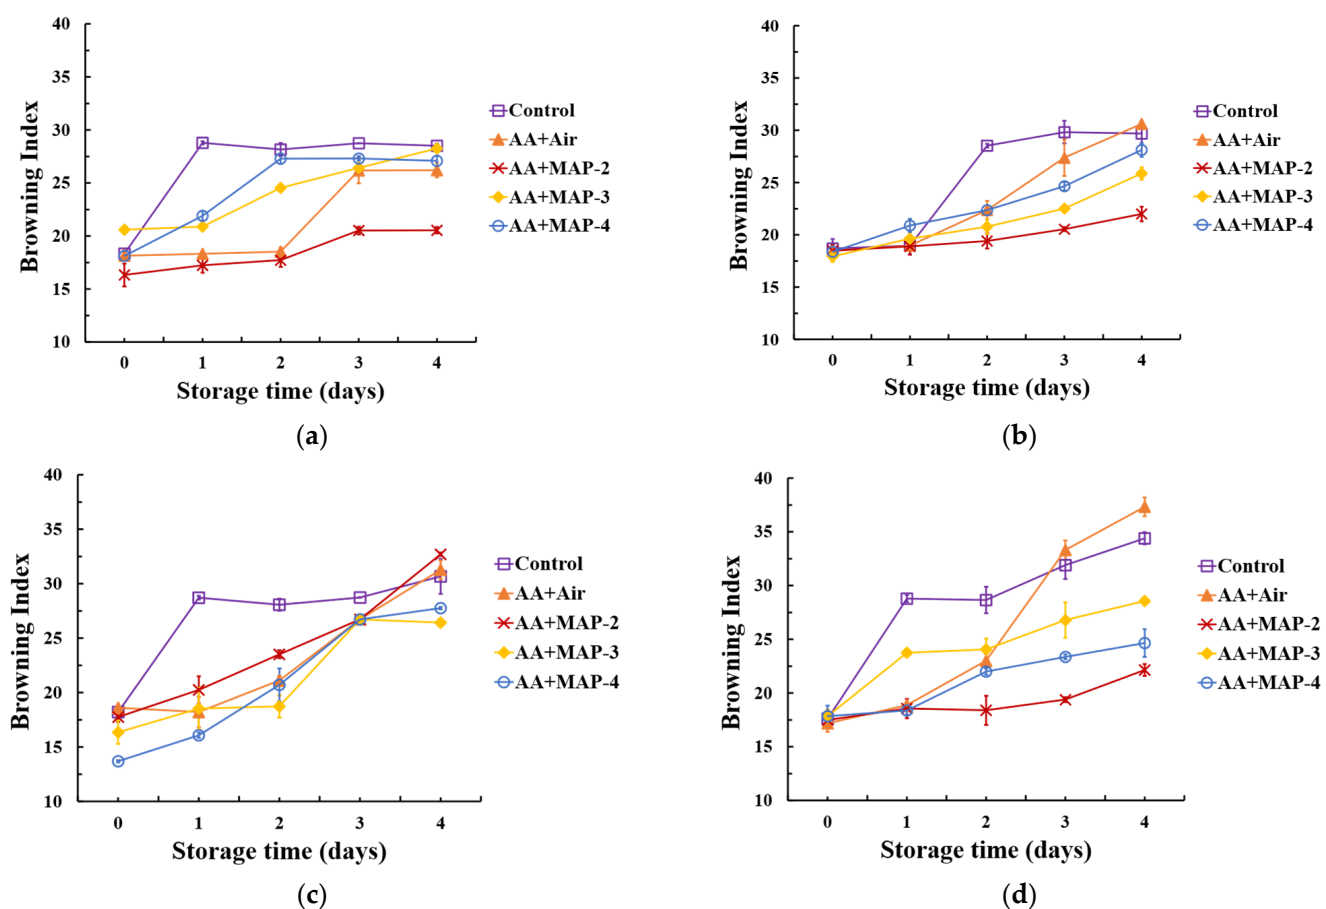 40
35
30
25
20
15
10
Browning Index
0 1 2 3 4
Storage time (days)
Control
AA+Air
AA+MAP-2
AA+MAP-3
AA+MAP-4
(a)
40
35
30
25
20
15
10
Browning Index
0 1 2 3 4
Storage time (days)
Control
AA+Air
AA+MAP-2
AA+MAP-3
AA+MAP-4
(b)
40
35
30
25
20
15
10
Browning Index
0 1 2 3 4
Storage time (days)
Control
AA+Air
AA+MAP-2
AA+MAP-3
AA+MAP-4
(c)
40
35
30
25
20
15
10
Browning Index
0 1 2 3 4
Storage time (days)
Control
AA+Air
AA+MAP-2
AA+MAP-3
AA+MAP-4
(d)